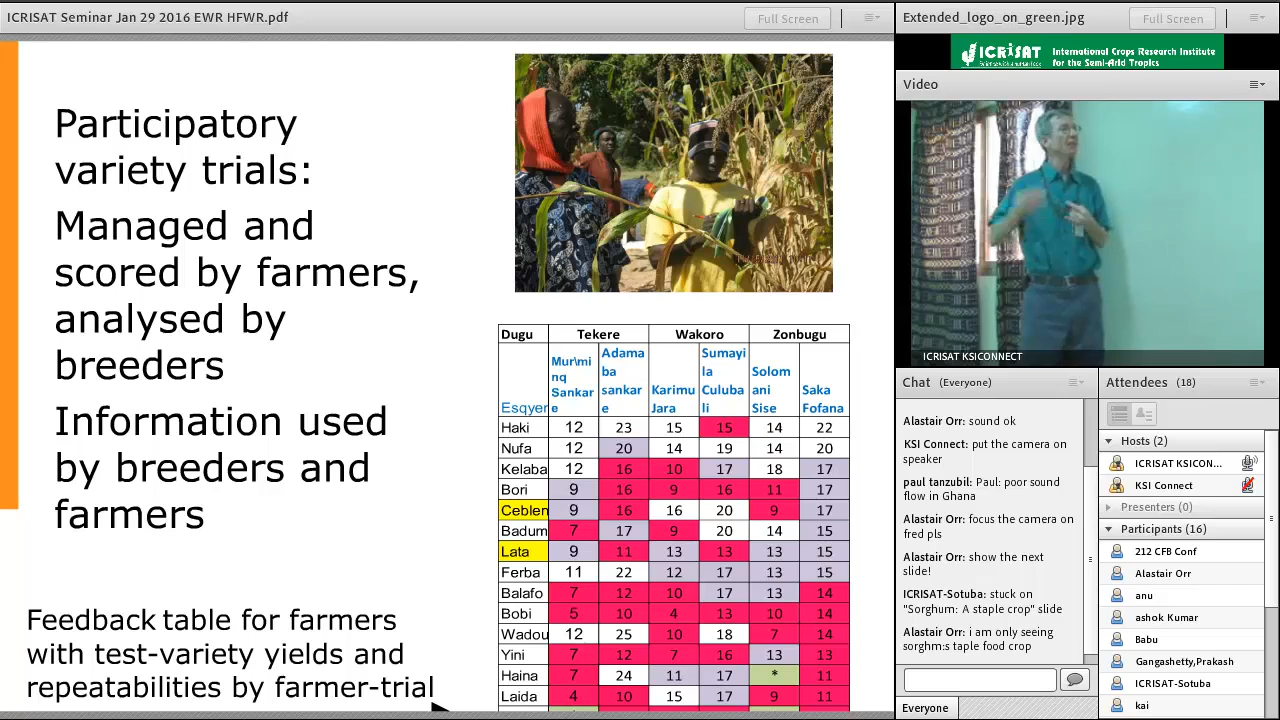 ICRISAT Seminar Jan 29 2016 EWR HFWR.pdf
Full Screen
Participatory
variety trials:
Managed and
scored by farmers,
analysed by
breeders
Information used
by breeders and
farmers
Feedback table for farmers
with test-variety yields and
repeatabilities by farmer-trial
Dugu Tekere Wakoro Zonbugu
Esqyer Mur\mi nq Sankar e Adama ba sankar e Karimu Jara Sumayi la Culuba li Solom ani Sise Saka Fofana
Haki 12 23 15 15 14 22
Nufa 12 20 14 19 14 20
Kelaba 12 16 10 17 18 17
Bori 9 16 9 16 11 17
Ceblen 9 16 16 20 9 17
Badum 7 17 9 20 14 15
Lata 9 11 13 13 13 15
Ferba 11 22 12 17 13 15
Balafo 7 12 10 17 13 14
Bobi 5 10 4 13 10 14
Wadou 12 25 10 18 7 14
Yini 7 12 7 16 13 13
Haina 7 24 11 17 * 11
Laida 4 10 15 17 9 11
Extended_logo_on_green.jpg
Full Screen
ICRISAT
International Crops Research Institute
for the Semi-Arid Tropics
Video
ICRISAT KSICONNECT
Chat (Everyone)
Alastair Orr: sound ok
KSI Connect: put the camera on
speaker
paul tanzubil: Paul: poor sound
flow in Ghana
Alastair Orr: focus the camera on
fred pls
Alastair Orr: show the next
slide!
ICRISAT-Sotuba: stuck on
"Sorghum: A staple crop" slide
Alastair Orr: i am only seeing
sorghm:s taple food crop
Everyone
Attendees (18)
Hosts (2)
ICRISAT KSICON...
KSI Connect
Presenters (0)
Participants (16)
212 CFB Conf
Alastair Orr
anu
ashok Kumar
Babu
Gangashetty,Prakash
ICRISAT-Sotuba
kai